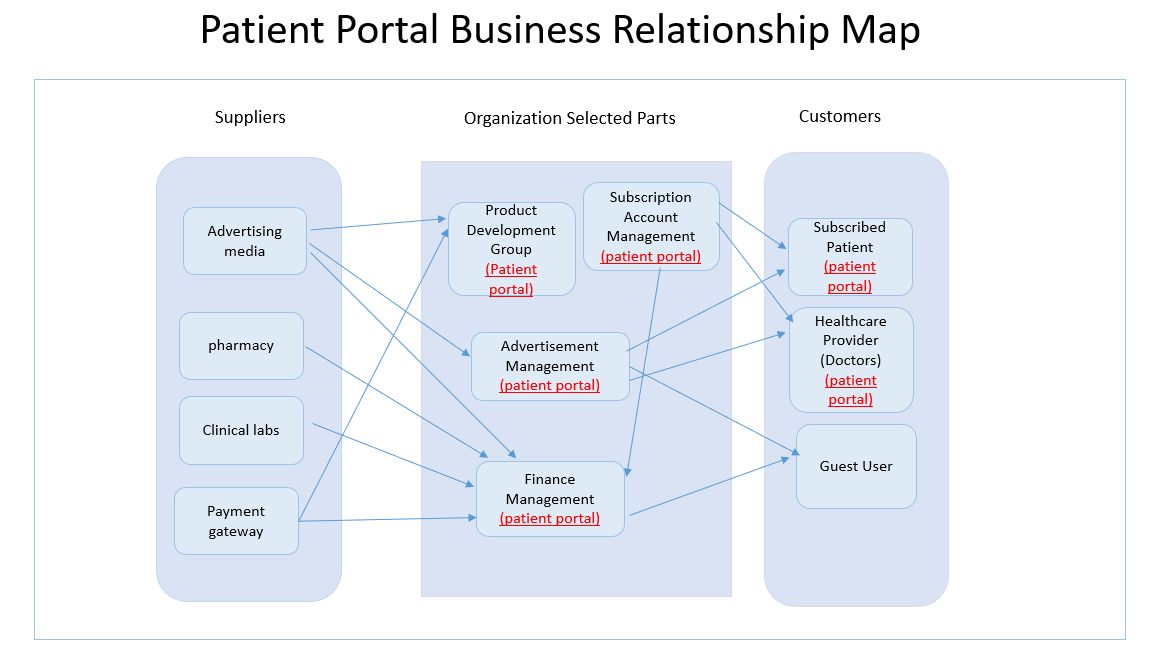 Patient Portal Business Relationship Map
Suppliers
Organization Selected Parts
Customers
Advertising
media
pharmacy
Clinical labs
Payment
gateway
Product
Development
Group
(Patient
portal)
Subscription
Account
Management
(patient portal)
Advertisement
Management
(patient portal)
Finance
Management
(patient portal)
Subscribed
Patient
(patient
portal)
Healthcare
Provider
(Doctors)
(patient
portal)
Guest User